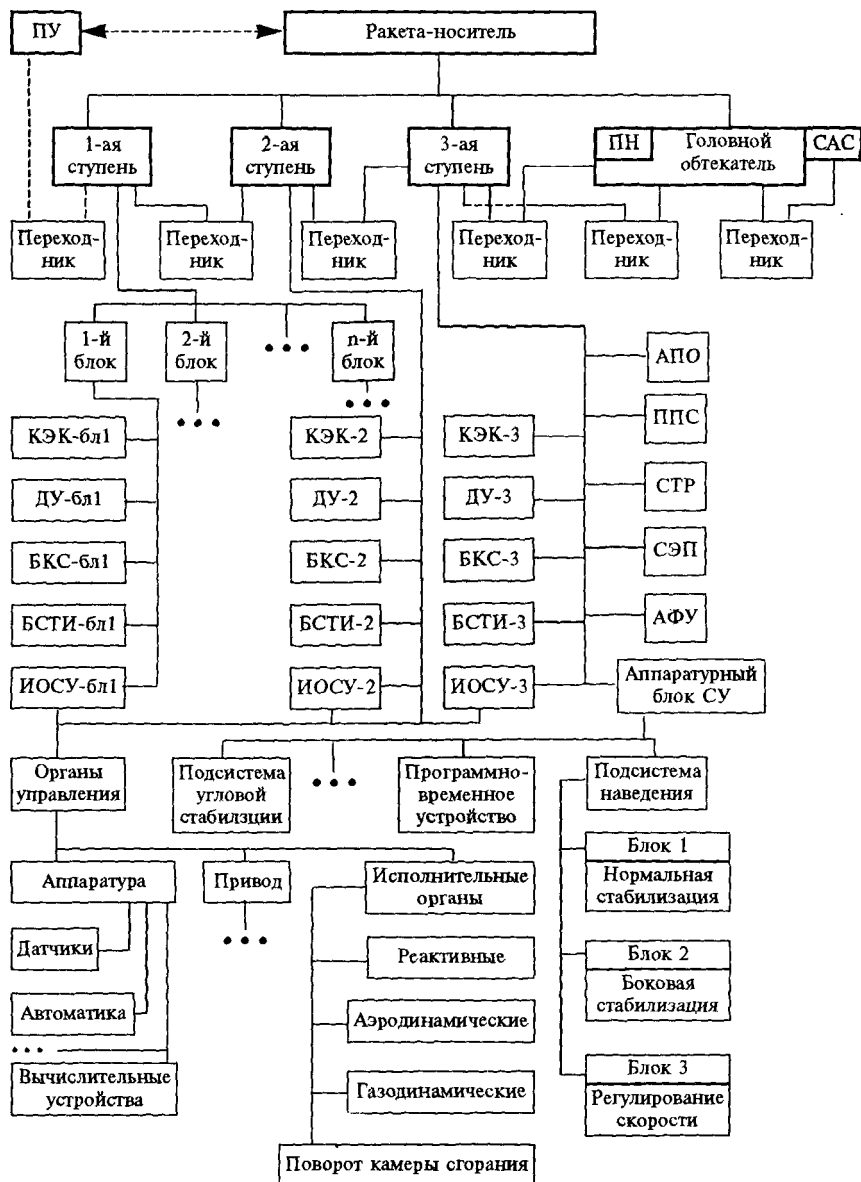 ПУ
Ракета-носитель
1-ая
ступень
2-ая
ступень
3-ая
ступень
ПН
Головной
обтекатель
САС
Переход-
ник
Переход-
ник
Переход-
ник
Переход-
ник
Переход-
ник
Переход-
ник
1-й
блок
2-й
блок
• • •
n-й
блок
• • •
• • •
АПО
ППС
СТР
СЭП
АФУ
КЭК-бл1
КЭК-2
КЭК-3
ДУ-бл1
ДУ-2
ДУ-3
БКС-бл1
БКС-2
БКС-3
БСТИ-бл1
БСТИ-2
БСТИ-3
ИОСУ-бл1
ИОСУ-2
ИОСУ-3
Аппаратурный
блок СУ
Органы
управления
Подсистема
угловой
стабилзции
• • •
Программно-
временное
устройство
Подсистема
наведения
Блок 1
Нормальная
стабилизация
Блок 2
Боковая
стабилизация
Блок 3
Регулирование
скорости
Аппаратура
Привод
• • •
Исполнительные
органы
Датчики
Автоматика
• • •
Вычислительные
устройства
Реактивные
Аэродинамические
Газодинамические
Поворот камеры сгорания